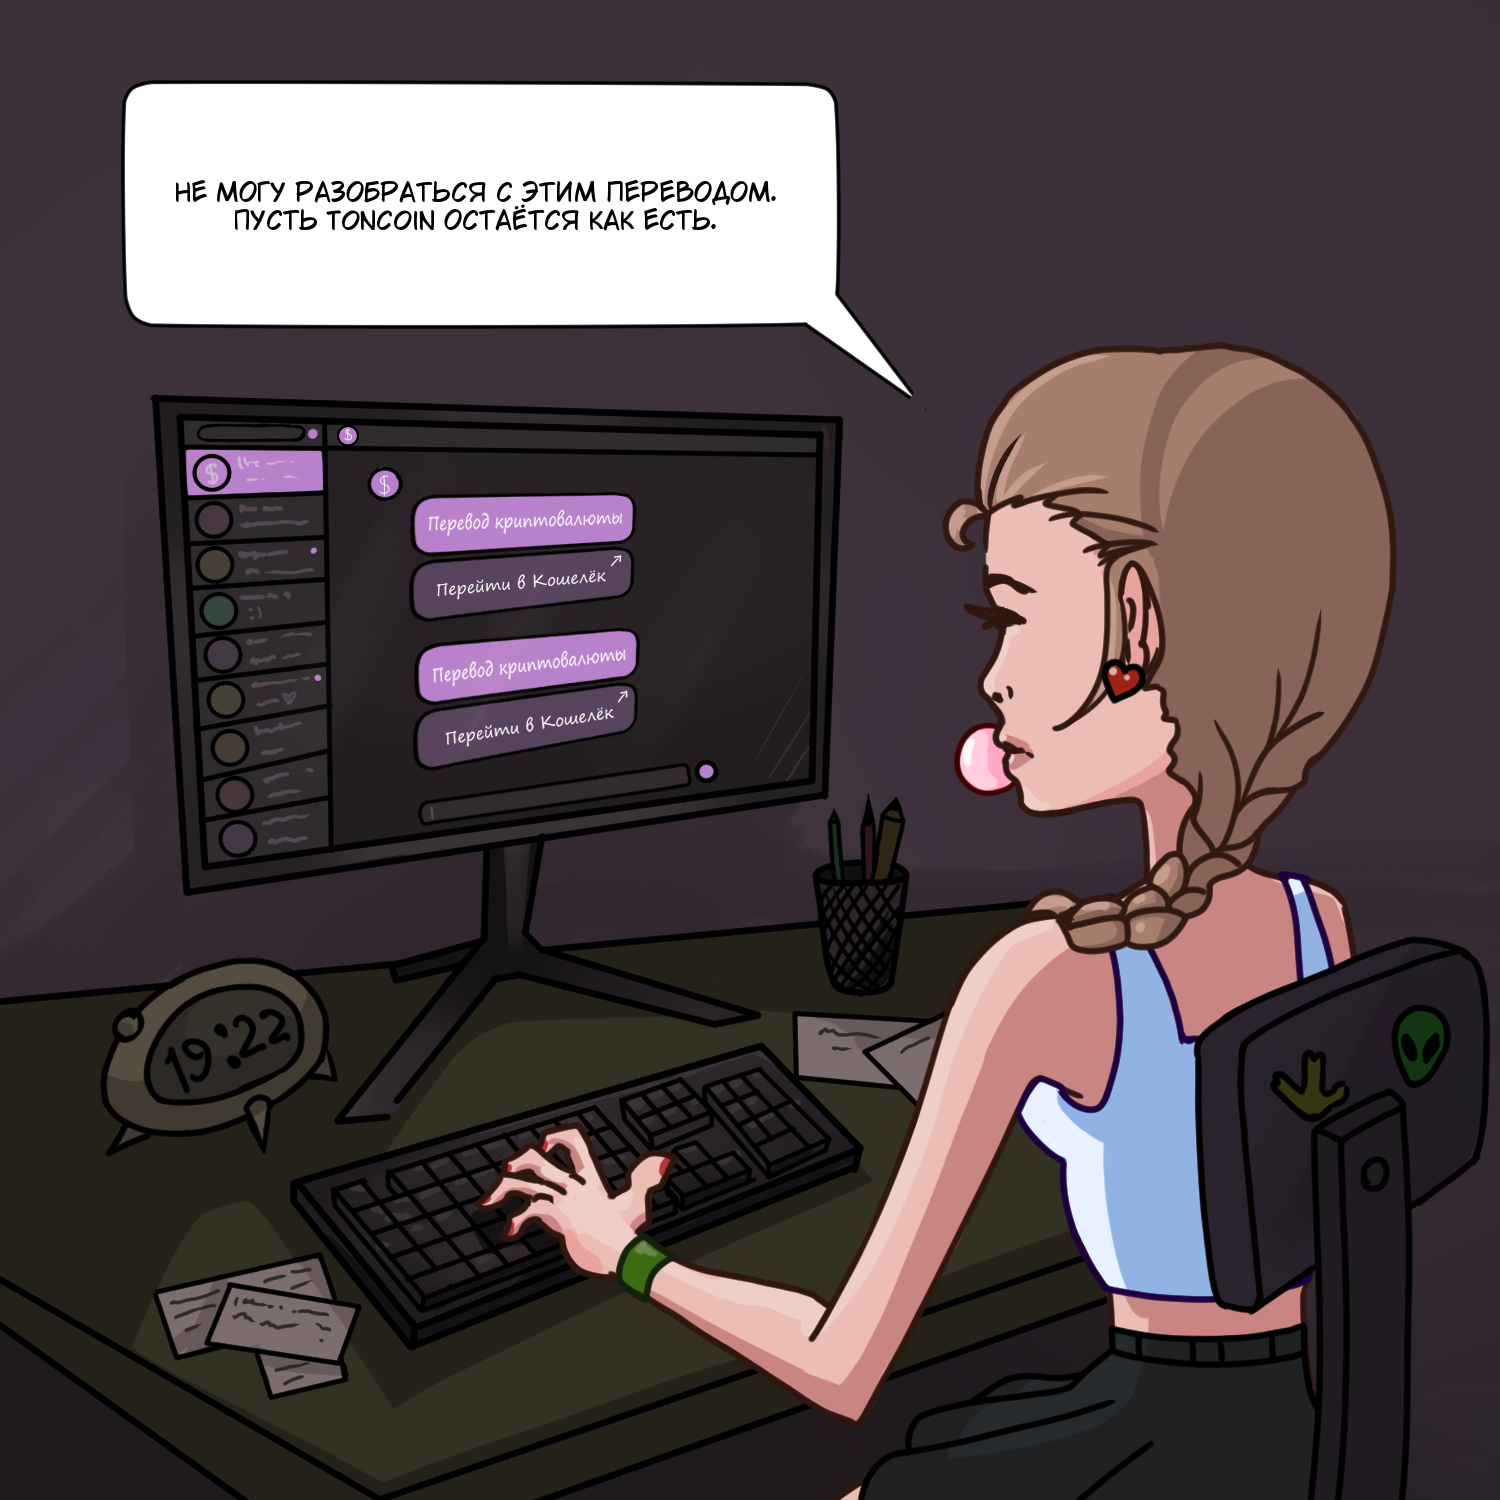 НЕ МОГУ РАЗОБРАТЬСЯ С ЭТИМ ПЕРЕВОДОМ.
ПУСТЬ TONCOIN ОСТАЁТСЯ КАК ЕСТЬ.
$
$
$
Перевод криптовалюты
Перейти в Кошелёк
:)
Перевод криптовалюты
Перейти в Кошелёк
19:22